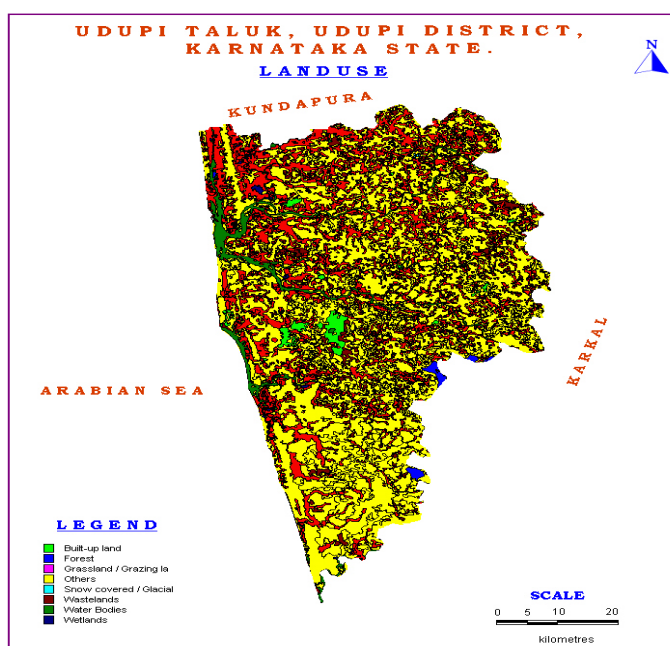 UDUPI TALUK, UDUPI DISTRICT,
KARNATAKA STATE.
LANDUSE
N
KUNDAPURA
KARKAL
ARABIAN SEA
LEGEND
Built-up land
Forest
Grassland / Grazing la
Others
Snow covered / Glacial
Wastelands
Water Bodies
Wetlands
SCALE
0 5 10 20
kilometres